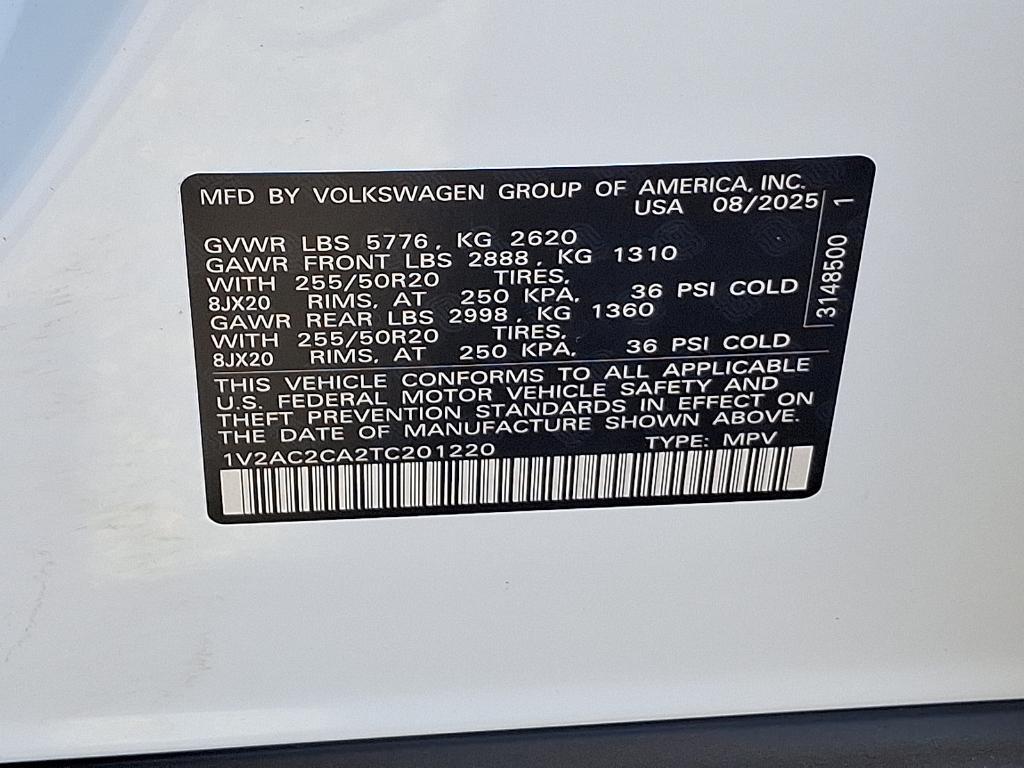 MFD BY VOLKSWAGEN GROUP OF AMERICA, INC.
USA 08/2025
GVWR LBS 5776, KG 2620
GAWR FRONT LBS 2888, KG 1310
WITH 255/50R20 TIRES,
8JX20 RIMS, AT 250 KPA, 36 PSI COLD
GAWR REAR LBS 2998, KG 1360
WITH 255/50R20 TIRES,
8JX20 RIMS, AT 250 KPA, 36 PSI COLD
THIS VEHICLE CONFORMS TO ALL APPLICABLE
U.S. FEDERAL MOTOR VEHICLE SAFETY AND
THEFT PREVENTION STANDARDS IN EFFECT ON
THE DATE OF MANUFACTURE SHOWN ABOVE.
1V2AC2CA2TC201220 TYPE: MPV
3148500 1